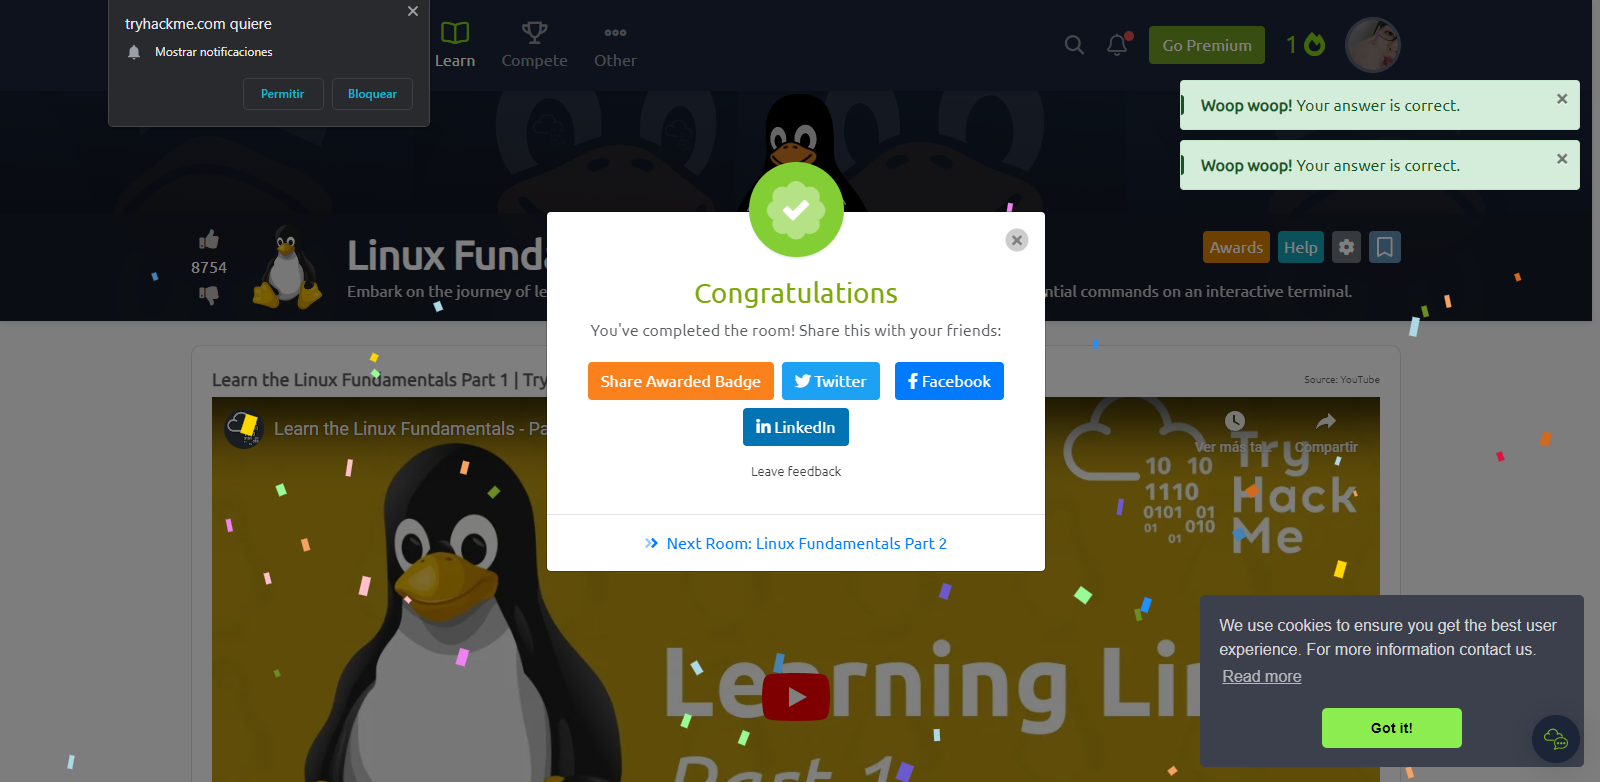 tryhackme.com quiere
Mostrar notificaciones
Permitir
Bloquear
Learn
Compete
Other
Go Premium
1
Woop woop! Your answer is correct.
Woop woop! Your answer is correct.
8754
Linux Fund
Embark on the journey of le
ntial commands on an interactive terminal.
Awards
Help
Congratulations
You've completed the room! Share this with your friends:
Share Awarded Badge
Twitter
Facebook
LinkedIn
Leave feedback
Next Room: Linux Fundamentals Part 2
Learn the Linux Fundamentals Part 1 | Try
Source: YouTube
Learn the Linux Fundamentals - Pa
Ver más ta...
Compartir
Try
Hack
Me
10 10
1110
0101 01
01 010
01
Learning Lin
Part 1
We use cookies to ensure you get the best user
experience. For more information contact us.
Read more
Got it!